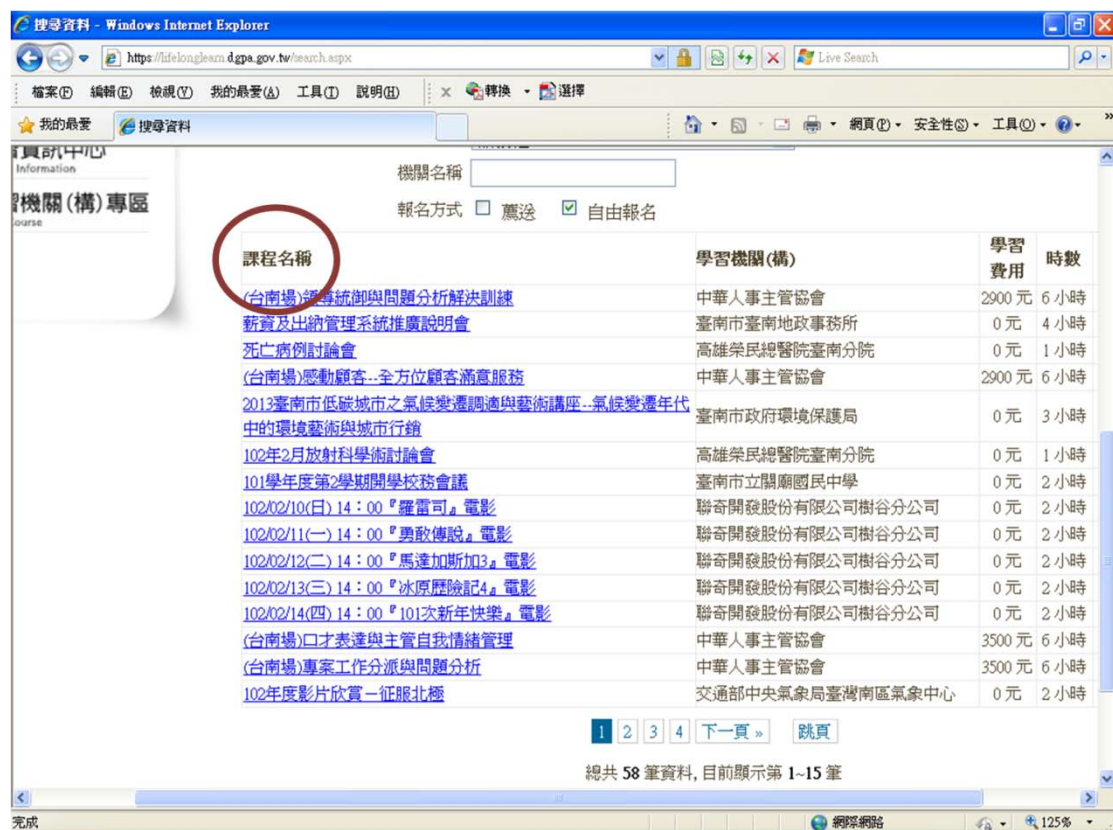 搜尋資料 - Windows Internet Explorer
https://lifelonglearn.dgpa.gov.tw/search.aspx
Live Search
檔案(F) 編輯(E) 檢視(V) 我的最愛(A) 工具(T) 說明(H) x 轉換 選擇
我的最愛 搜尋資料 網頁(P) 安全性(S) 工具(O) »
資訊中心
Information
機關(構)專區
ourse
機關名稱
報名方式 薦送 自由報名
課程名稱 學習機關(構) 學習費用 時數
(台南場)領導統御與問題分析解決訓練 中華人事主管協會 2900 元 6 小時
薪資及出納管理系統推廣說明會 臺南市臺南地政事務所 0 元 4 小時
死亡病例討論會 高雄榮民總醫院臺南分院 0 元 1 小時
(台南場)感動顧客--全方位顧客滿意服務 中華人事主管協會 2900 元 6 小時
2013臺南市低碳城市之氣候變遷調適與藝術講座--氣候變遷年代
中的環境藝術與城市行銷 臺南市政府環境保護局 0 元 3 小時
102年2月放射科學術討論會 高雄榮民總醫院臺南分院 0 元 1 小時
101學年度第2學期開學校務會議 臺南市立關廟國民中學 0 元 2 小時
102/02/10(日) 14：00『羅雷司』電影 聯奇開發股份有限公司樹谷分公司 0 元 2 小時
102/02/11(一) 14：00『勇敢傳說』電影 聯奇開發股份有限公司樹谷分公司 0 元 2 小時
102/02/12(二) 14：00『馬達加斯加3』電影 聯奇開發股份有限公司樹谷分公司 0 元 2 小時
102/02/13(三) 14：00『冰原歷險記4』電影 聯奇開發股份有限公司樹谷分公司 0 元 2 小時
102/02/14(四) 14：00『101次新年快樂』電影 聯奇開發股份有限公司樹谷分公司 0 元 2 小時
(台南場)口才表達與主管自我情緒管理 中華人事主管協會 3500 元 6 小時
(台南場)專案工作分派與問題分析 中華人事主管協會 3500 元 6 小時
102年度影片欣賞－征服北極 交通部中央氣象局臺灣南區氣象中心 0 元 2 小時
1 2 3 4 下一頁 » 跳頁
總共 58 筆資料, 目前顯示第 1~15 筆
完成 網際網路 125%